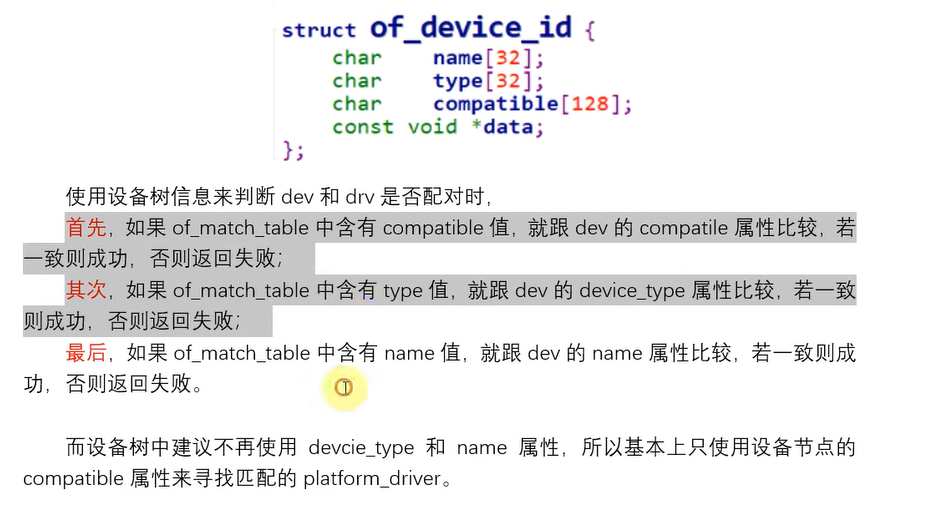 struct of_device_id {
char name[32];
char type[32];
char compatible[128];
const void *data;
};
使用设备树信息来判断 dev 和 drv 是否配对时，
首先，如果 of_match_table 中含有 compatible 值，就跟 dev 的 compatile 属性比较，若
一致则成功，否则返回失败；
其次，如果 of_match_table 中含有 type 值，就跟 dev 的 device_type 属性比较，若一致
则成功，否则返回失败；
最后，如果 of_match_table 中含有 name 值，就跟 dev 的 name 属性比较，若一致则成
功，否则返回失败。
而设备树中建议不再使用 devcie_type 和 name 属性，所以基本上只使用设备节点的
compatible 属性来寻找匹配的 platform_driver。